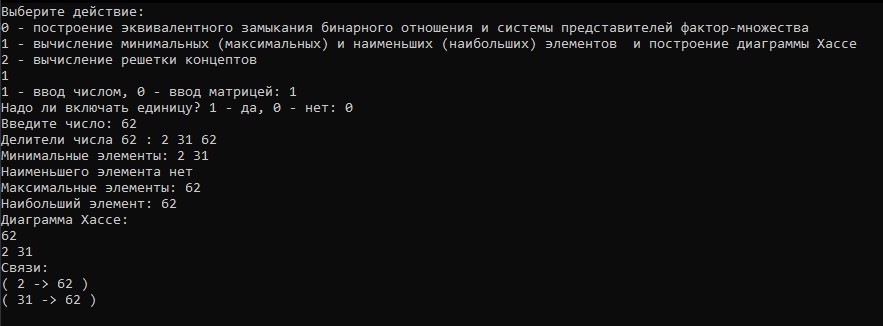 Выберите действие:
0 - построение эквивалентного замыкания бинарного отношения и системы представителей фактор-множества
1 - вычисление минимальных (максимальных) и наименьших (наибольших) элементов  и построение диаграммы Хассе
2 - вычисление решетки концептов
1
1 - ввод числом, 0 - ввод матрицей: 1
Надо ли включать единицу? 1 - да, 0 - нет: 0
Введите число: 62
Делители числа 62 : 2 31 62
Минимальные элементы: 2 31
Наименьшего элемента нет
Максимальные элементы: 62
Наибольший элемент: 62
Диаграмма Хассе:
62
2 31
Связи:
( 2 -> 62 )
( 31 -> 62 )